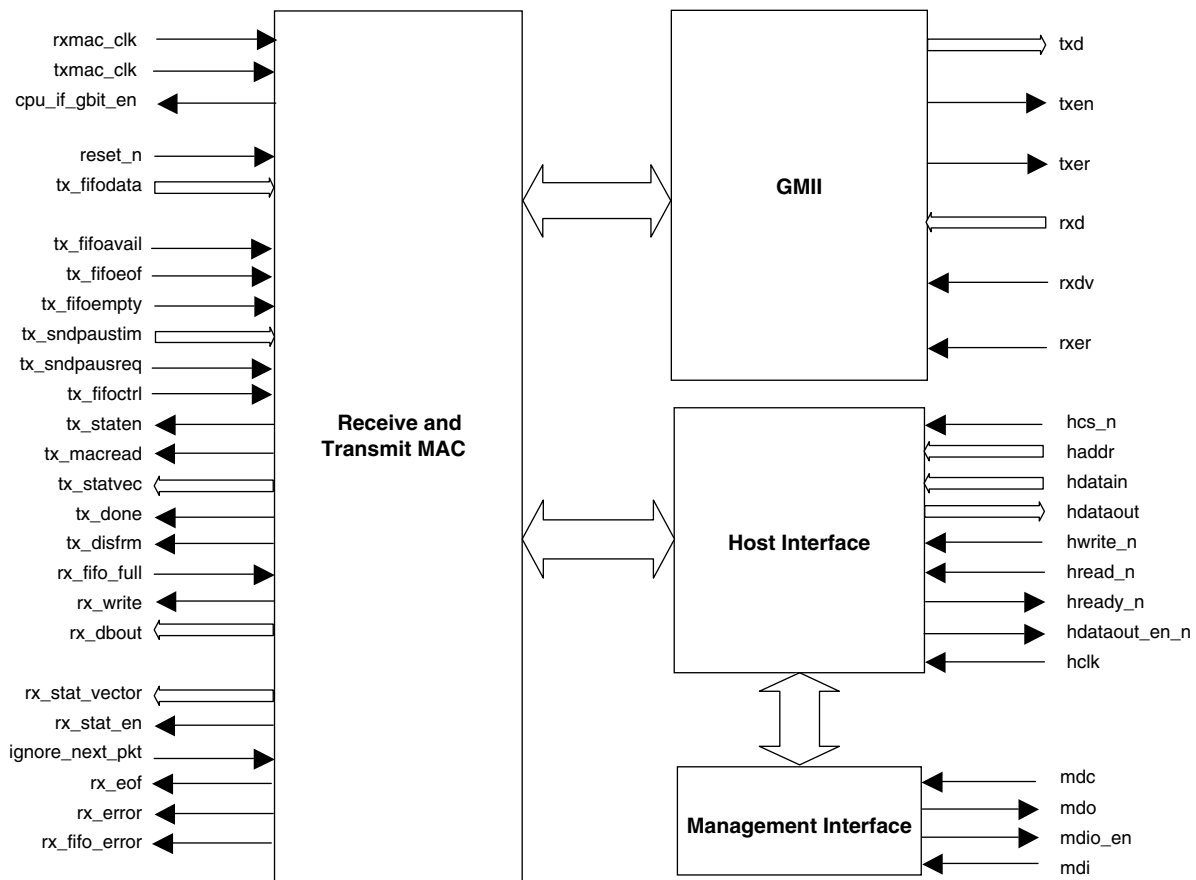 rxmac_clk
txmac_clk
cpu_if_gbit_en
reset_n
tx_fifodata
tx_fifoavail
tx_fifoeof
tx_fifoempty
tx_sndpaustim
tx_sndpausreq
tx_fifoctrl
tx_staten
tx_macread
tx_statvec
tx_done
tx_disfrm
rx_fifo_full
rx_write
rx_dbout
rx_stat_vector
rx_stat_en
ignore_next_pkt
rx_eof
rx_error
rx_fifo_error
Receive and
Transmit MAC
GMII
txd
txen
txer
rxd
rxdv
rxer
Host Interface
hcs_n
haddr
hdatain
hdataout
hwrite_n
hread_n
hready_n
hdataout_en_n
hclk
Management Interface
mdc
mdo
mdio_en
mdi